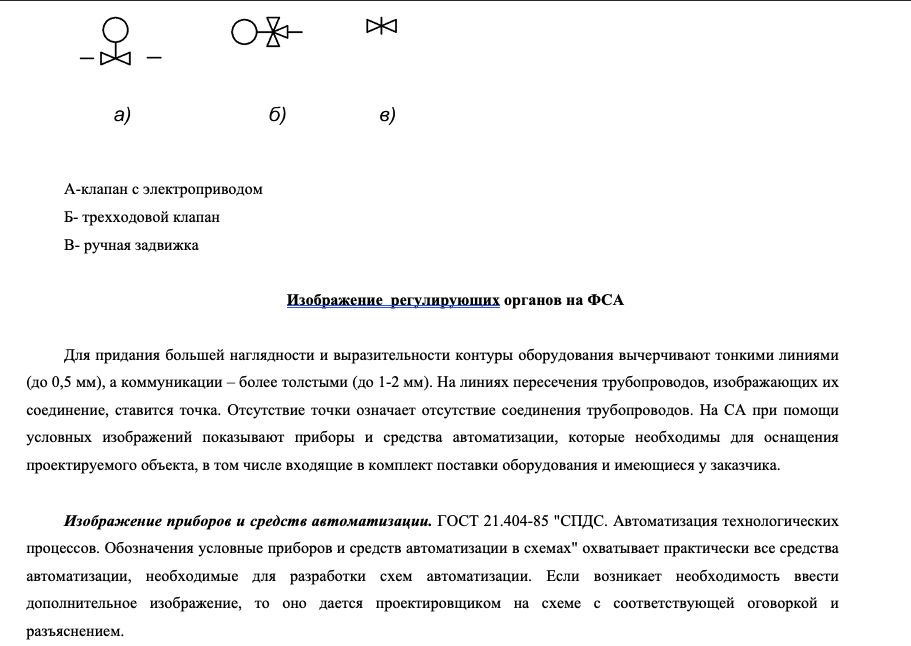 а) б) в)
А-клапан с электроприводом
Б- трехходовой клапан
В- ручная задвижка
Изображение регулирующих органов на ФСА
Для придания большей наглядности и выразительности контуры оборудования вычерчивают тонкими линиями
(до 0,5 мм), а коммуникации – более толстыми (до 1-2 мм). На линиях пересечения трубопроводов, изображающих их
соединение, ставится точка. Отсутствие точки означает отсутствие соединения трубопроводов. На СА при помощи
условных изображений показывают приборы и средства автоматизации, которые необходимы для оснащения
проектируемого объекта, в том числе входящие в комплект поставки оборудования и имеющиеся у заказчика.
Изображение приборов и средств автоматизации. ГОСТ 21.404-85 "СПДС. Автоматизация технологических
процессов. Обозначения условные приборов и средств автоматизации в схемах" охватывает практически все средства
автоматизации, необходимые для разработки схем автоматизации. Если возникает необходимость ввести
дополнительное изображение, то оно дается проектировщиком на схеме с соответствующей оговоркой и
разъяснением.